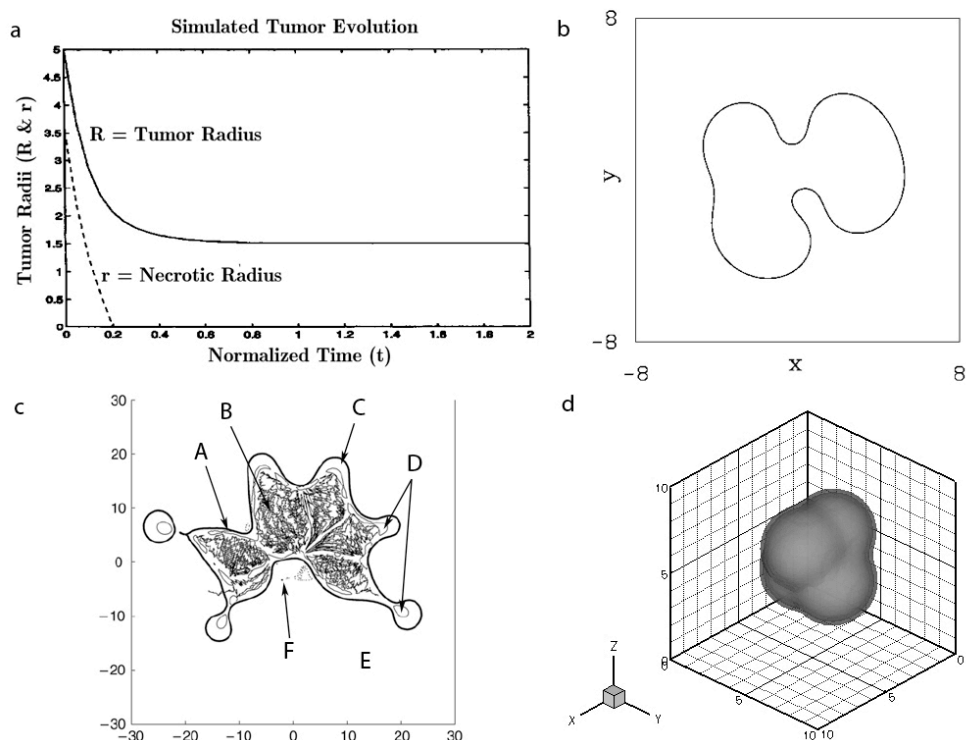 a
Simulated Tumor Evolution
5
4.5
4
3.5
3
2.5
2
1.5
1
0.5
0
Tumor Radii (R & r)
R = Tumor Radius
r = Necrotic Radius
0 0.2 0.4 0.6 0.8 1 1.2 1.4 1.6 1.8 2
Normalized Time (t)
b
8
y
-8
-8 x 8
c
30
20
10
0
−10
−20
−30
−30 −20 −10 0 10 20 30
A
B
C
D
E
F
d
10
5
0
0
10
5
0
5
10
10
5
Z
X
Y